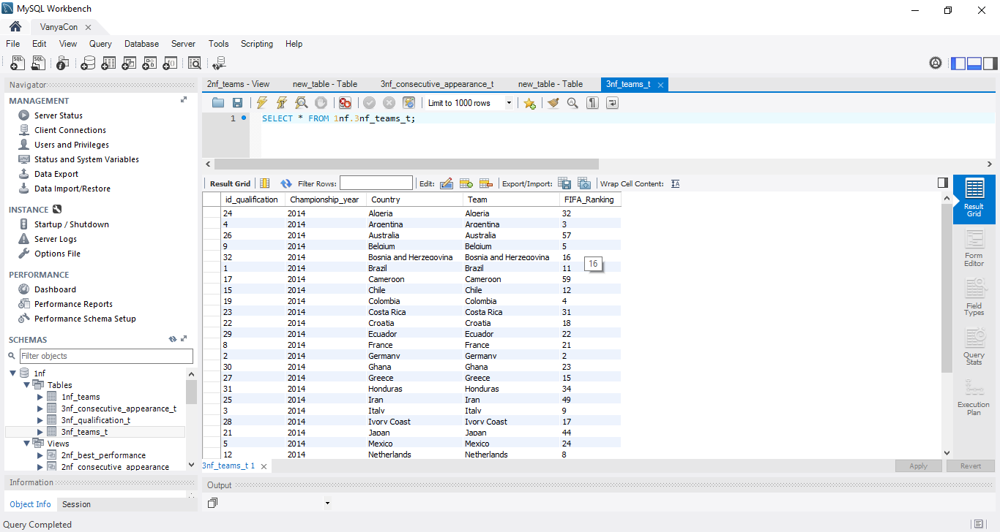 MySQL Workbench
VanyaCon
File Edit View Query Database Server Tools Scripting Help
Navigator
MANAGEMENT
Server Status
Client Connections
Users and Privileges
Status and System Variables
Data Export
Data Import/Restore
INSTANCE
Startup / Shutdown
Server Logs
Options File
PERFORMANCE
Dashboard
Performance Reports
Performance Schema Setup
SCHEMAS
Filter objects
1nf
Tables
1nf_teams
3nf_consecutive_appearance_t
3nf_qualification_t
3nf_teams_t
Views
2nf_best_performance
2nf_consecutive_appearance
Information
Object Info Session
Query Completed
2nf_teams - View new_table - Table 3nf_consecutive_appearance_t new_table - Table 3nf_teams_t
Limit to 1000 rows
1 SELECT * FROM 1nf.3nf_teams_t;
Result Grid Filter Rows: Edit: Export/Import: Wrap Cell Content:
id_qualification Championship_year Country Team FIFA_Ranking
24 2014 Algeria Algeria 32
4 2014 Argentina Argentina 3
26 2014 Australia Australia 57
9 2014 Belgium Belgium 5
32 2014 Bosnia and Herzegovina Bosnia and Herzegovina 16
16
1 2014 Brazil Brazil 11
17 2014 Cameroon Cameroon 59
15 2014 Chile Chile 12
19 2014 Colombia Colombia 4
23 2014 Costa Rica Costa Rica 31
22 2014 Croatia Croatia 18
29 2014 Ecuador Ecuador 22
8 2014 France France 21
2 2014 Germany Germany 2
30 2014 Ghana Ghana 23
27 2014 Greece Greece 15
31 2014 Honduras Honduras 34
25 2014 Iran Iran 49
3 2014 Italy Italy 9
28 2014 Ivory Coast Ivory Coast 17
21 2014 Japan Japan 44
5 2014 Mexico Mexico 24
12 2014 Netherlands Netherlands 8
Result
Grid
Form
Editor
Field
Types
Query
Stats
Execution
Plan
3nf_teams_t 1
Apply Revert
Output